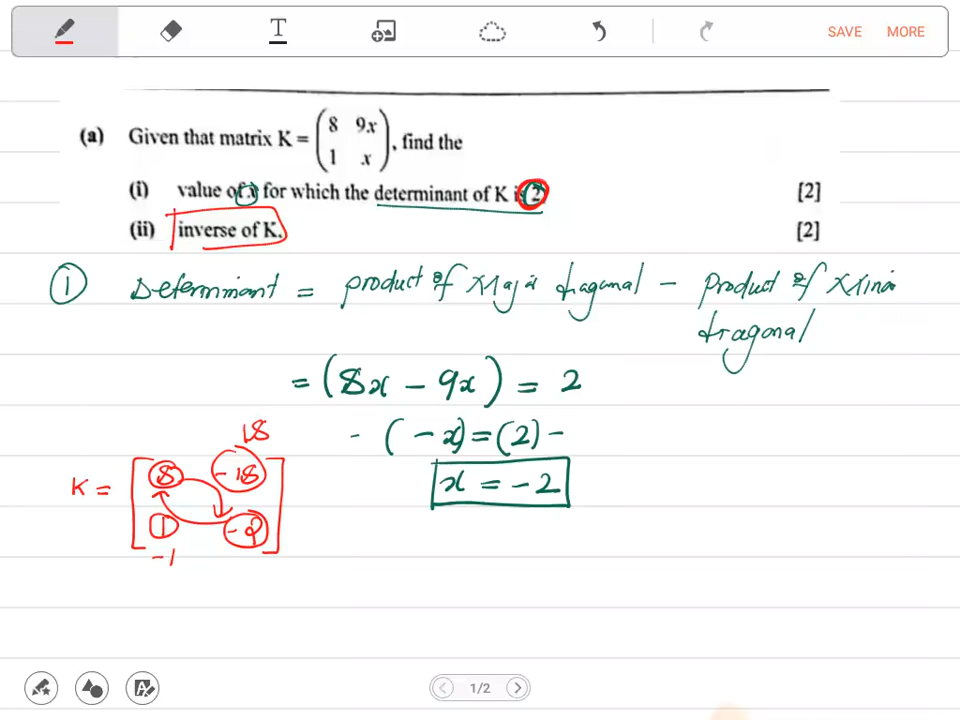 T SAVE MORE
(a) Given that matrix K = (8 9x
1 x), find the
(i) value of x for which the determinant of K is 2. [2]
(ii) inverse of K. [2]
1 Determinant = product of Major diagonal – product of Minor
diagonal
= (8x – 9x) = 2
18 - (-x) = (2) -
K = [8 -18 x = -2
1 -2]
-1
1/2